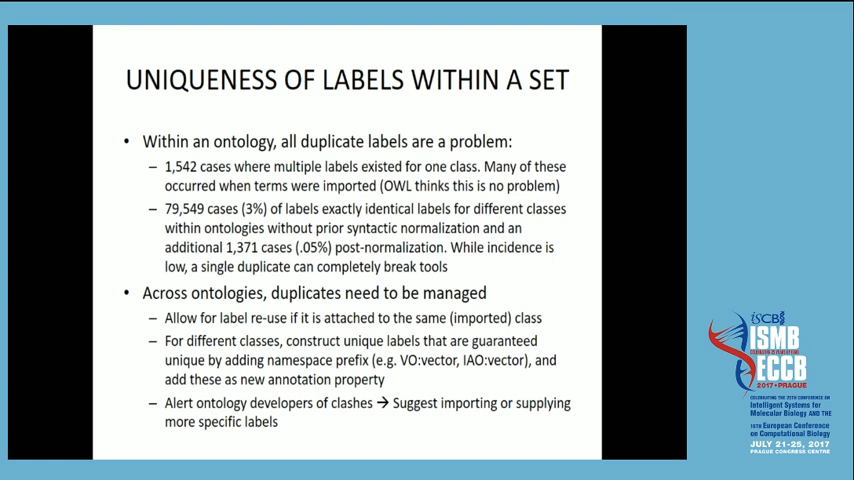 UNIQUENESS OF LABELS WITHIN A SET
• Within an ontology, all duplicate labels are a problem:
– 1,542 cases where multiple labels existed for one class. Many of these
occurred when terms were imported (OWL thinks this is no problem)
– 79,549 cases (3%) of labels exactly identical labels for different classes
within ontologies without prior syntactic normalization and an
additional 1,371 cases (.05%) post-normalization. While incidence is
low, a single duplicate can completely break tools
• Across ontologies, duplicates need to be managed
– Allow for label re-use if it is attached to the same (imported) class
– For different classes, construct unique labels that are guaranteed
unique by adding namespace prefix (e.g. VO:vector, IAO:vector), and
add these as new annotation property
– Alert ontology developers of clashes → Suggest importing or supplying
more specific labels
ISCB
ISMB
ECCB
2017 • PRAGUE
CELEBRATING THE 25TH CONFERENCE ON
Intelligent Systems for
Molecular Biology AND THE
16TH European Conference
on Computational Biology
JULY 21-25, 2017
PRAGUE CONGRESS CENTRE